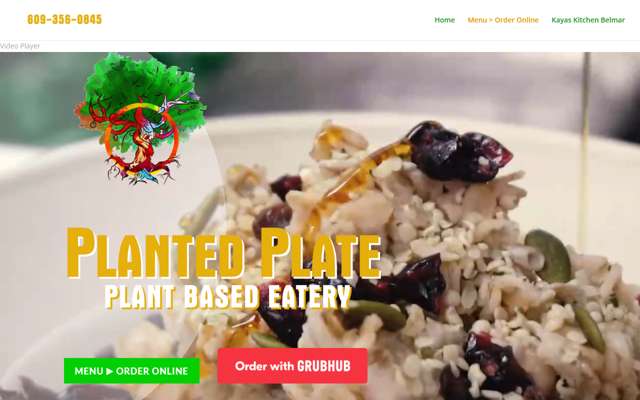 609-356-0845
Home
Menu > Order Online
Kayas Kitchen Belmar
Video Player
Planted Plate
Plant Based Eatery
MENU ▶ ORDER ONLINE
Order with GRUBHUB